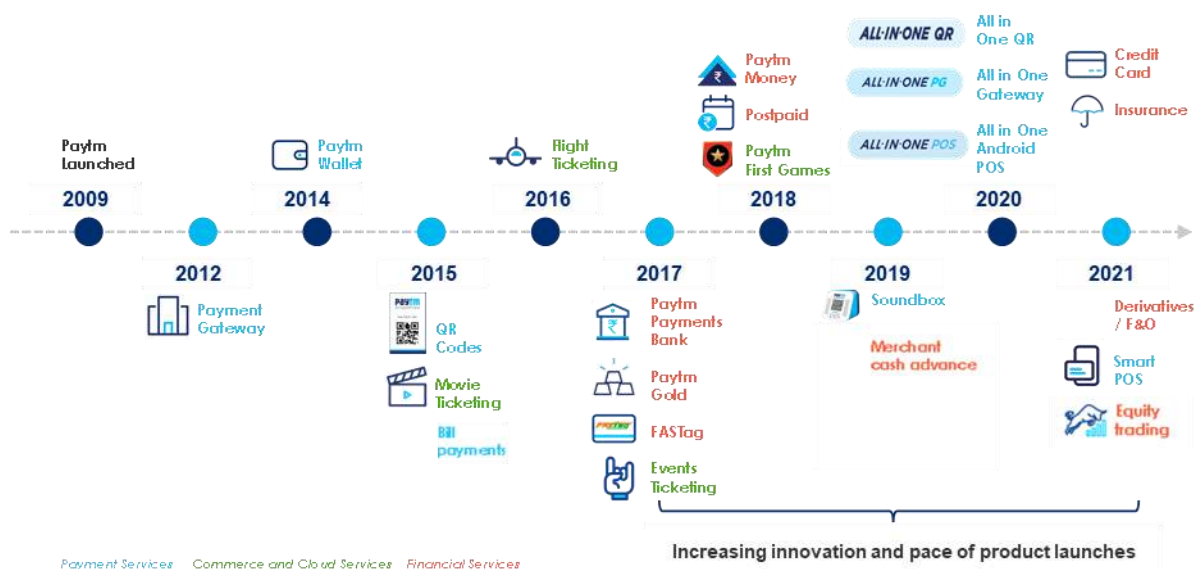 Paytm
Launched
2009
Payment
Gateway
2012
Paytm
Wallet
2014
2015
paytm
QR
Codes
Movie
Ticketing
Bill
payments
Flight
Ticketing
2016
2017
Paytm
Payments
Bank
Paytm
Gold
FASTag
Events
Ticketing
Paytm
Money
Postpaid
Paytm
First Games
2018
2019
Soundbox
Merchant
cash advance
ALL-IN-ONE QR
All in
One QR
ALL-IN-ONE PG
All in One
Gateway
ALL-IN-ONE POS
All in One
Android
POS
2020
Credit
Card
Insurance
2021
Derivatives
/ F&O
Smart
POS
Equity
trading
Increasing innovation and pace of product launches
Payment Services Commerce and Cloud Services Financial Services